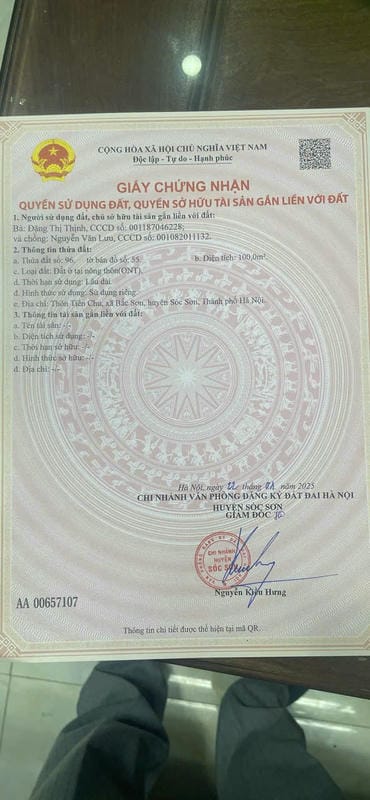 CỘNG HÒA XÃ HỘI CHỦ NGHĨA VIỆT NAM
Độc lập - Tự do - Hạnh phúc
GIẤY CHỨNG NHẬN
QUYỀN SỬ DỤNG ĐẤT, QUYỀN SỞ HỮU TÀI SẢN GẮN LIỀN VỚI ĐẤT
1. Người sử dụng đất, chủ sở hữu tài sản gắn liền với đất:
Bà: Đặng Thị Thịnh, CCCD số: 001187046228;
và chồng: Nguyễn Văn Lưu, CCCD số: 001082011132.
2. Thông tin thửa đất:
a. Thửa đất số: 96, tờ bản đồ số: 55 b. Diện tích: 100,0m².
c. Loại đất: Đất ở tại nông thôn(ONT).
d. Thời hạn sử dụng: Lâu dài.
đ. Hình thức sử dụng: Sử dụng riêng.
e. Địa chỉ: Thôn Tiên Chu, xã Bắc Sơn, huyện Sóc Sơn, Thành phố Hà Nội.
3. Thông tin tài sản gắn liền với đất:
a. Tên tài sản: -/-
b. Diện tích sử dụng: -/-
c. Thời hạn sở hữu: -/-
d. Hình thức sở hữu: -/-
đ. Địa chỉ: -/-
Hà Nội, ngày 22 tháng 01 năm 2025
CHI NHÁNH VĂN PHÒNG ĐĂNG KÝ ĐẤT ĐAI HÀ NỘI
HUYỆN SÓC SƠN
GIÁM ĐỐC
CHI NHÁNH
HUYỆN
SÓC SƠN
Nguyễn Kiều Hưng
AA 00657107
Thông tin chi tiết được thể hiện tại mã QR.